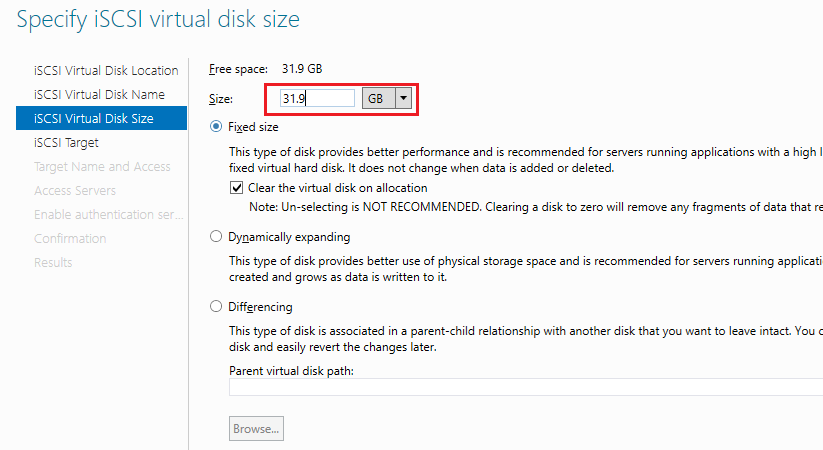 Specify iSCSI virtual disk size
iSCSI Virtual Disk Location
iSCSI Virtual Disk Name
iSCSI Virtual Disk Size
iSCSI Target
Target Name and Access
Access Servers
Enable authentication ser...
Confirmation
Results
Free space: 31.9 GB
Size: 31.9 GB
Fixed size
This type of disk provides better performance and is recommended for servers running applications with a high
fixed virtual hard disk. It does not change when data is added or deleted.
Clear the virtual disk on allocation
Note: Un-selecting is NOT RECOMMENDED. Clearing a disk to zero will remove any fragments of data that
Dynamically expanding
This type of disk provides better use of physical storage space and is recommended for servers running
created and grows as data is written to it.
Differencing
This type of disk is associated in a parent-child relationship with another disk that you want to leave intact. You
disk and easily revert the changes later.
Parent virtual disk path:
Browse...